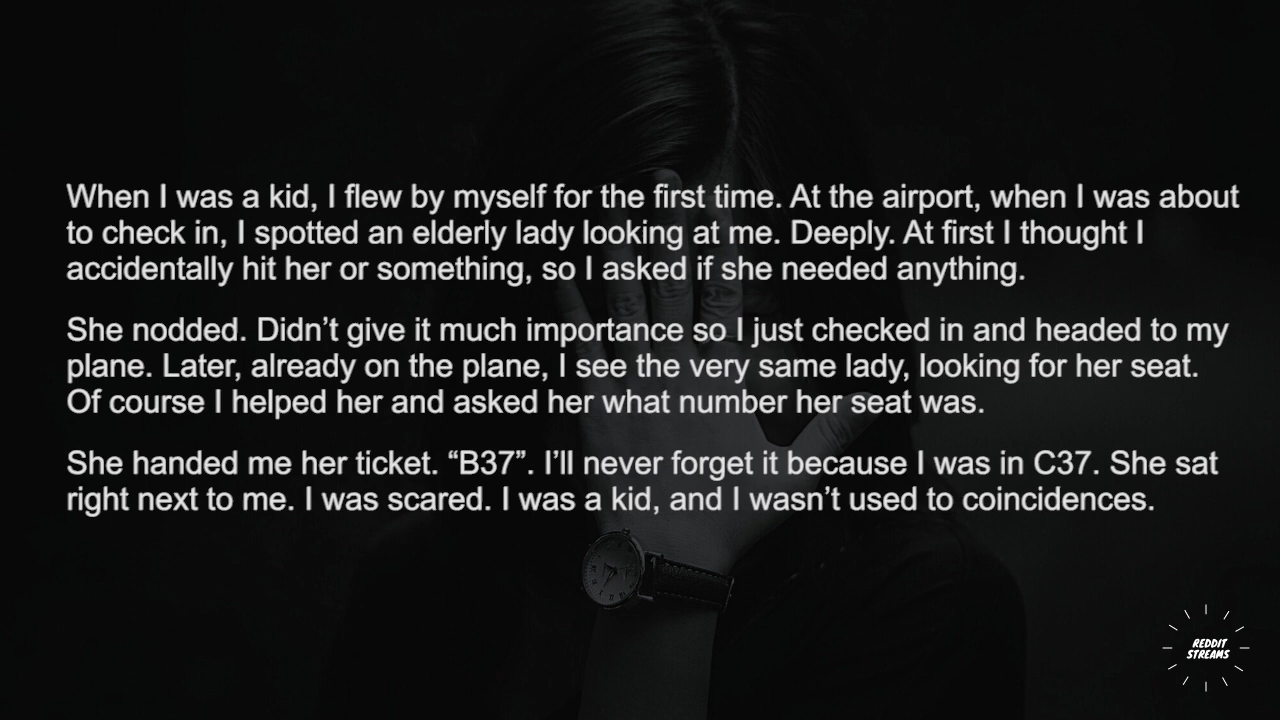 When I was a kid, I flew by myself for the first time. At the airport, when I was about
to check in, I spotted an elderly lady looking at me. Deeply. At first I thought I
accidentally hit her or something, so I asked if she needed anything.
She nodded. Didn’t give it much importance so I just checked in and headed to my
plane. Later, already on the plane, I see the very same lady, looking for her seat.
Of course I helped her and asked her what number her seat was.
She handed me her ticket. “B37”. I’ll never forget it because I was in C37. She sat
right next to me. I was scared. I was a kid, and I wasn’t used to coincidences.
REDDIT
STREAMS